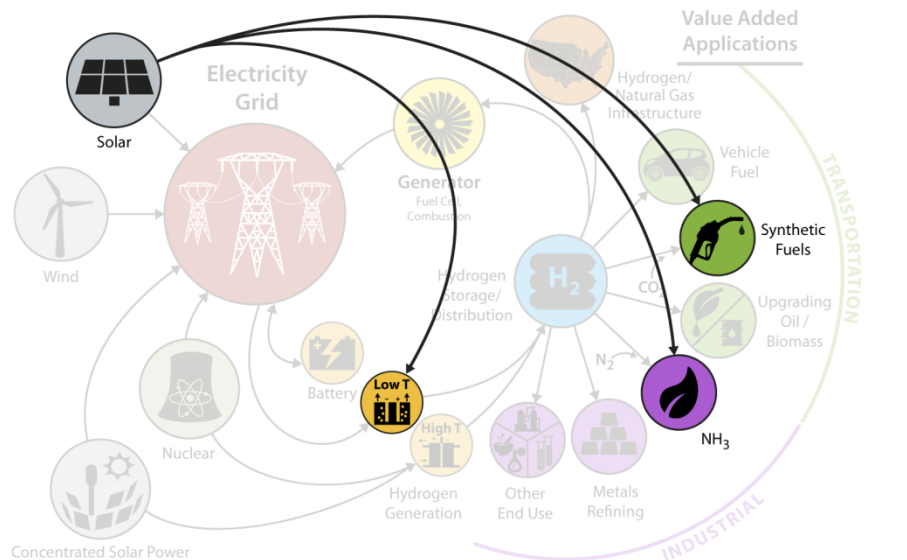 Value Added
Applications
Electricity
Grid
Solar
Hydrogen/
Natural Gas
Infrastructure
Generator
Fuel Cell,
Combustion
Vehicle
Fuel
TRANSPORTATION
Synthetic
Fuels
Wind
Hydrogen
Storage/
Distribution
H2
CO2
Upgrading
Oil /
Biomass
N2
Battery
Low T
- +
NH3
High T
- +
Nuclear
Hydrogen
Generation
Other
End Use
Metals
Refining
INDUSTRIAL
Concentrated Solar Power